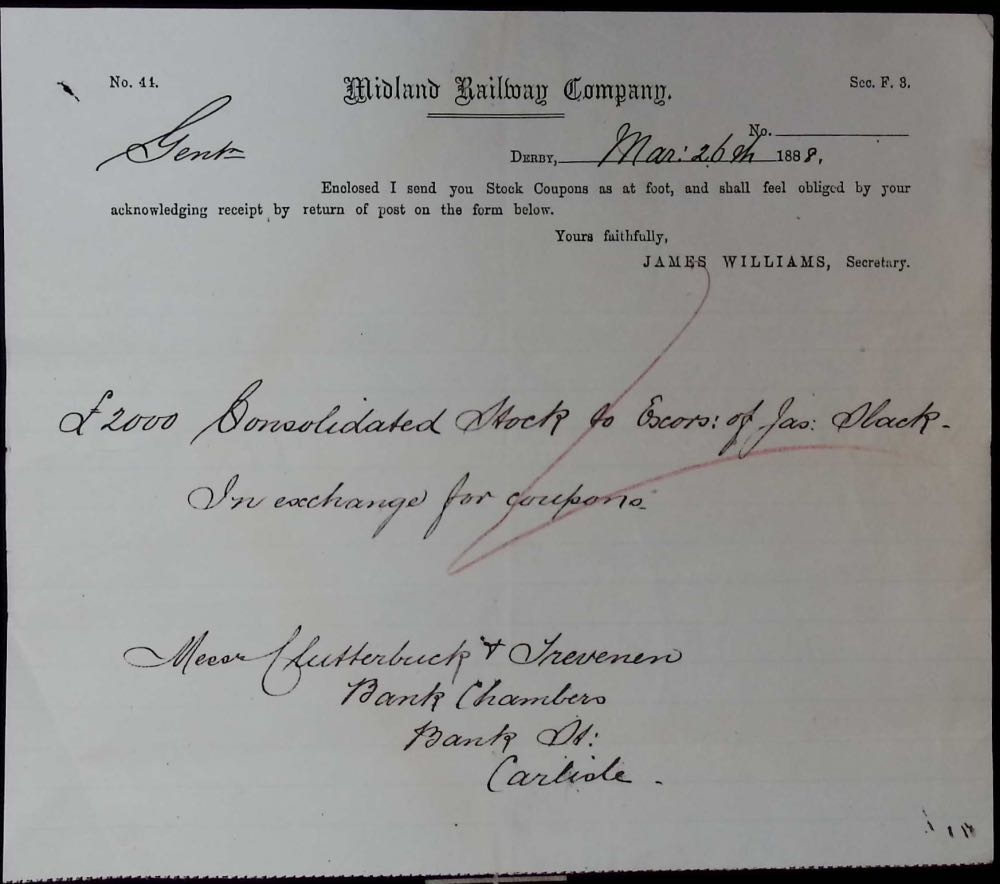 No. 44.
Midland Railway Company.
Sec. F. 3.
No.
Gentn
Derby, Mar: 26th 1888,
Enclosed I send you Stock Coupons as at foot, and shall feel obliged by your
acknowledging receipt by return of post on the form below.
Yours faithfully,
JAMES WILLIAMS, Secretary.
£2000 Consolidated Stock to Excors: of Jas: Slack.
In exchange for coupons.
Messrs Clutterbuck & Trevenen
Bank Chambers
Bank St:
Carlisle.